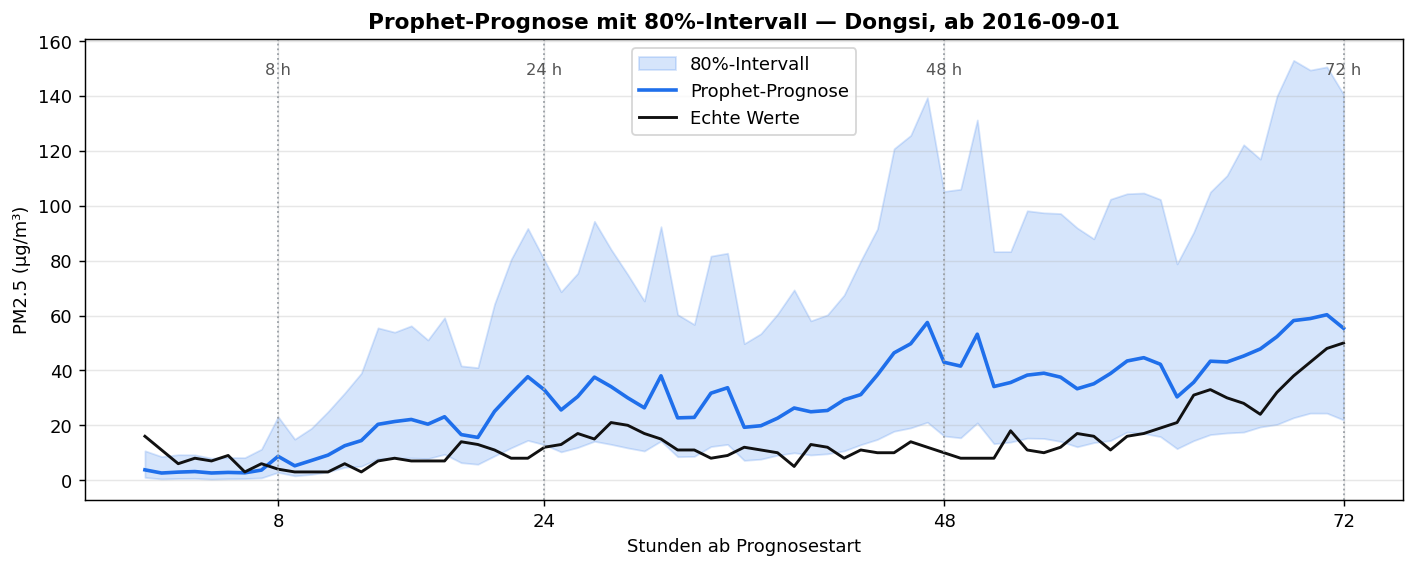 Prophet-Prognose mit 80%-Intervall — Dongsi, ab 2016-09-01
160
140
120
100
80
60
40
20
0
PM2.5 (µg/m³)
8 h
24 h
48 h
72 h
80%-Intervall
Prophet-Prognose
Echte Werte
8
24
48
72
Stunden ab Prognosestart